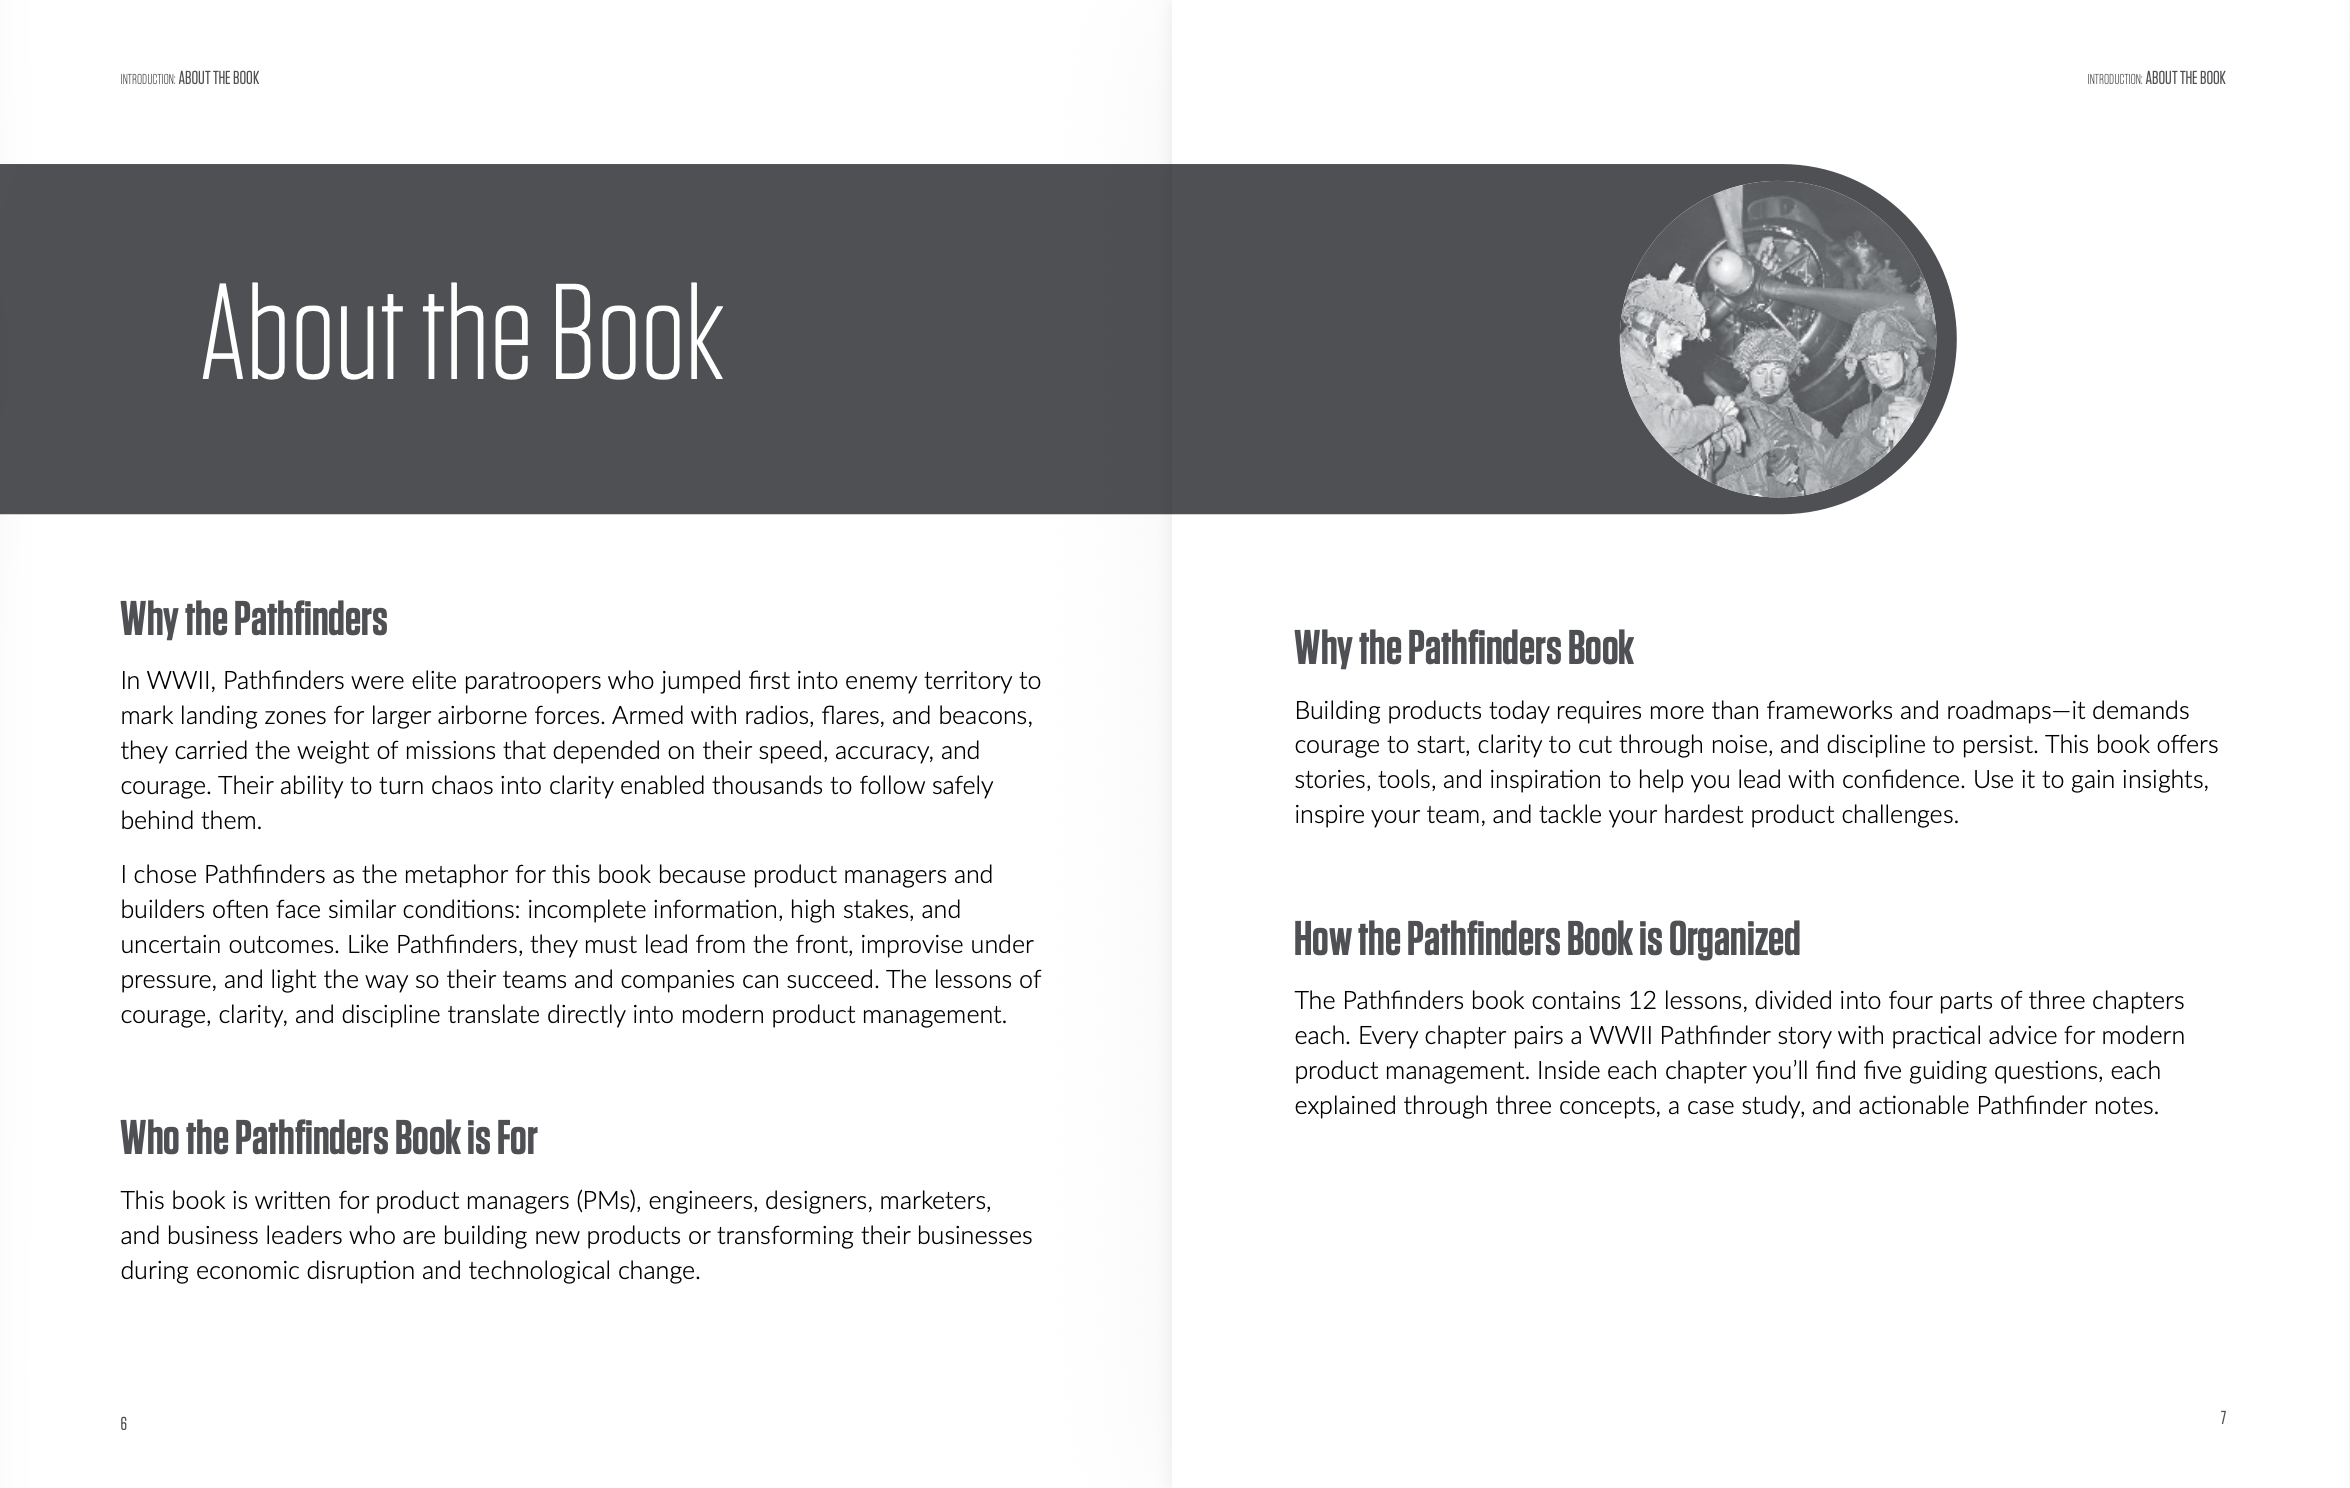 INTRODUCTION: ABOUT THE BOOK
INTRODUCTION: ABOUT THE BOOK
About the Book
Why the Pathfinders
In WWII, Pathfinders were elite paratroopers who jumped first into enemy territory to
mark landing zones for larger airborne forces. Armed with radios, flares, and beacons,
they carried the weight of missions that depended on their speed, accuracy, and
courage. Their ability to turn chaos into clarity enabled thousands to follow safely
behind them.
I chose Pathfinders as the metaphor for this book because product managers and
builders often face similar conditions: incomplete information, high stakes, and
uncertain outcomes. Like Pathfinders, they must lead from the front, improvise under
pressure, and light the way so their teams and companies can succeed. The lessons of
courage, clarity, and discipline translate directly into modern product management.
Who the Pathfinders Book is For
This book is written for product managers (PMs), engineers, designers, marketers,
and business leaders who are building new products or transforming their businesses
during economic disruption and technological change.
6
Why the Pathfinders Book
Building products today requires more than frameworks and roadmaps—it demands
courage to start, clarity to cut through noise, and discipline to persist. This book offers
stories, tools, and inspiration to help you lead with confidence. Use it to gain insights,
inspire your team, and tackle your hardest product challenges.
How the Pathfinders Book is Organized
The Pathfinders book contains 12 lessons, divided into four parts of three chapters
each. Every chapter pairs a WWII Pathfinder story with practical advice for modern
product management. Inside each chapter you'll find five guiding questions, each
explained through three concepts, a case study, and actionable Pathfinder notes.
7